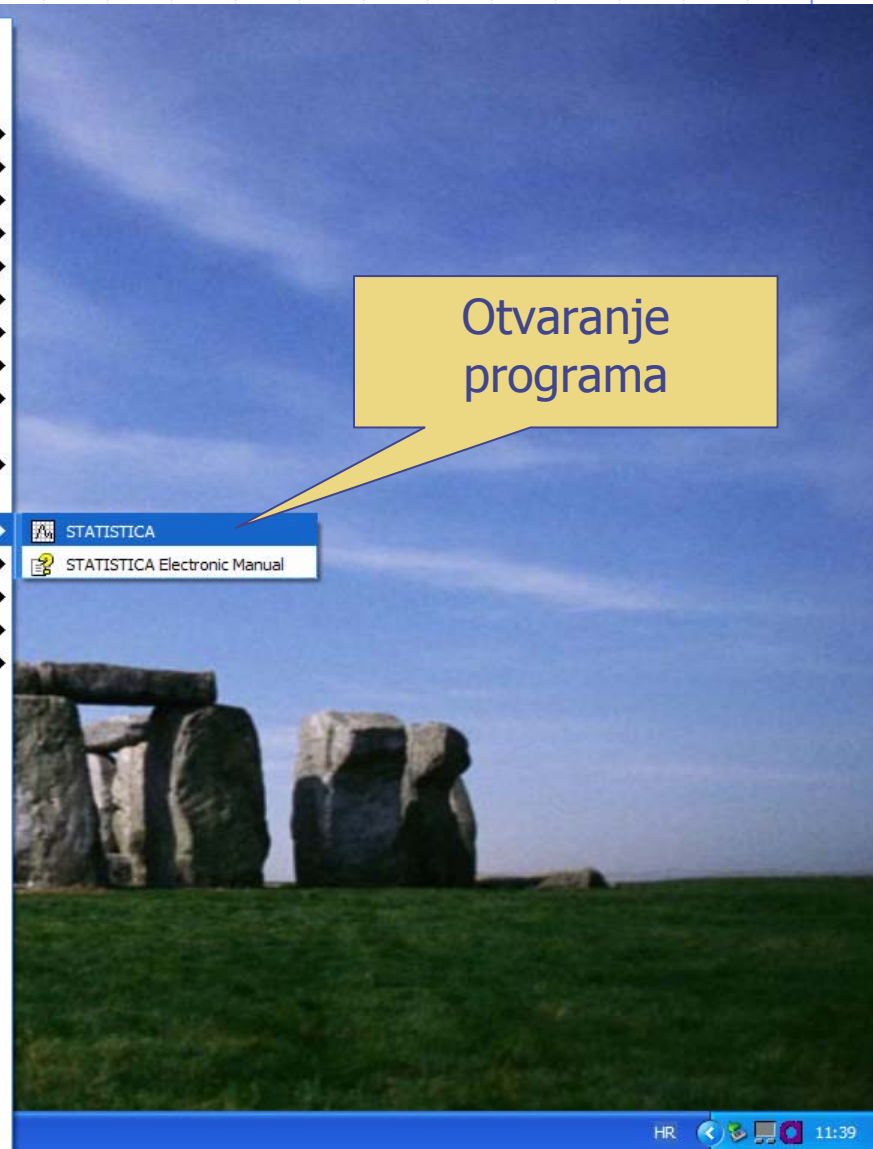 Otvaranje
programa
STATISTICA
STATISTICA Electronic Manual
HR 11:39